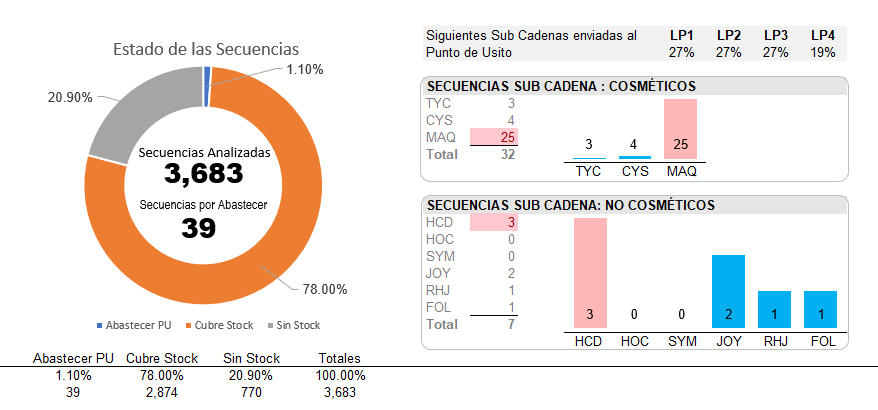 Estado de las Secuencias
1.10%
20.90%
Secuencias Analizadas
3,683
Secuencias por Abastecer
39
78.00%
Abastecer PU Cubre Stock Sin Stock
Abastecer PU Cubre Stock Sin Stock Totales
1.10% 78.00% 20.90% 100.00%
39 2,874 770 3,683
Siguientes Sub Cadenas enviadas al LP1 LP2 LP3 LP4
Punto de Usito 27% 27% 27% 19%
SECUENCIAS SUB CADENA : COSMÉTICOS
TYC 3
CYS 4
MAQ 25
Total 32
3 4 25
TYC CYS MAQ
SECUENCIAS SUB CADENA: NO COSMÉTICOS
HCD 3
HOC 0
SYM 0
JOY 2
RHJ 1
FOL 1
Total 7
3 0 0 2 1 1
HCD HOC SYM JOY RHJ FOL